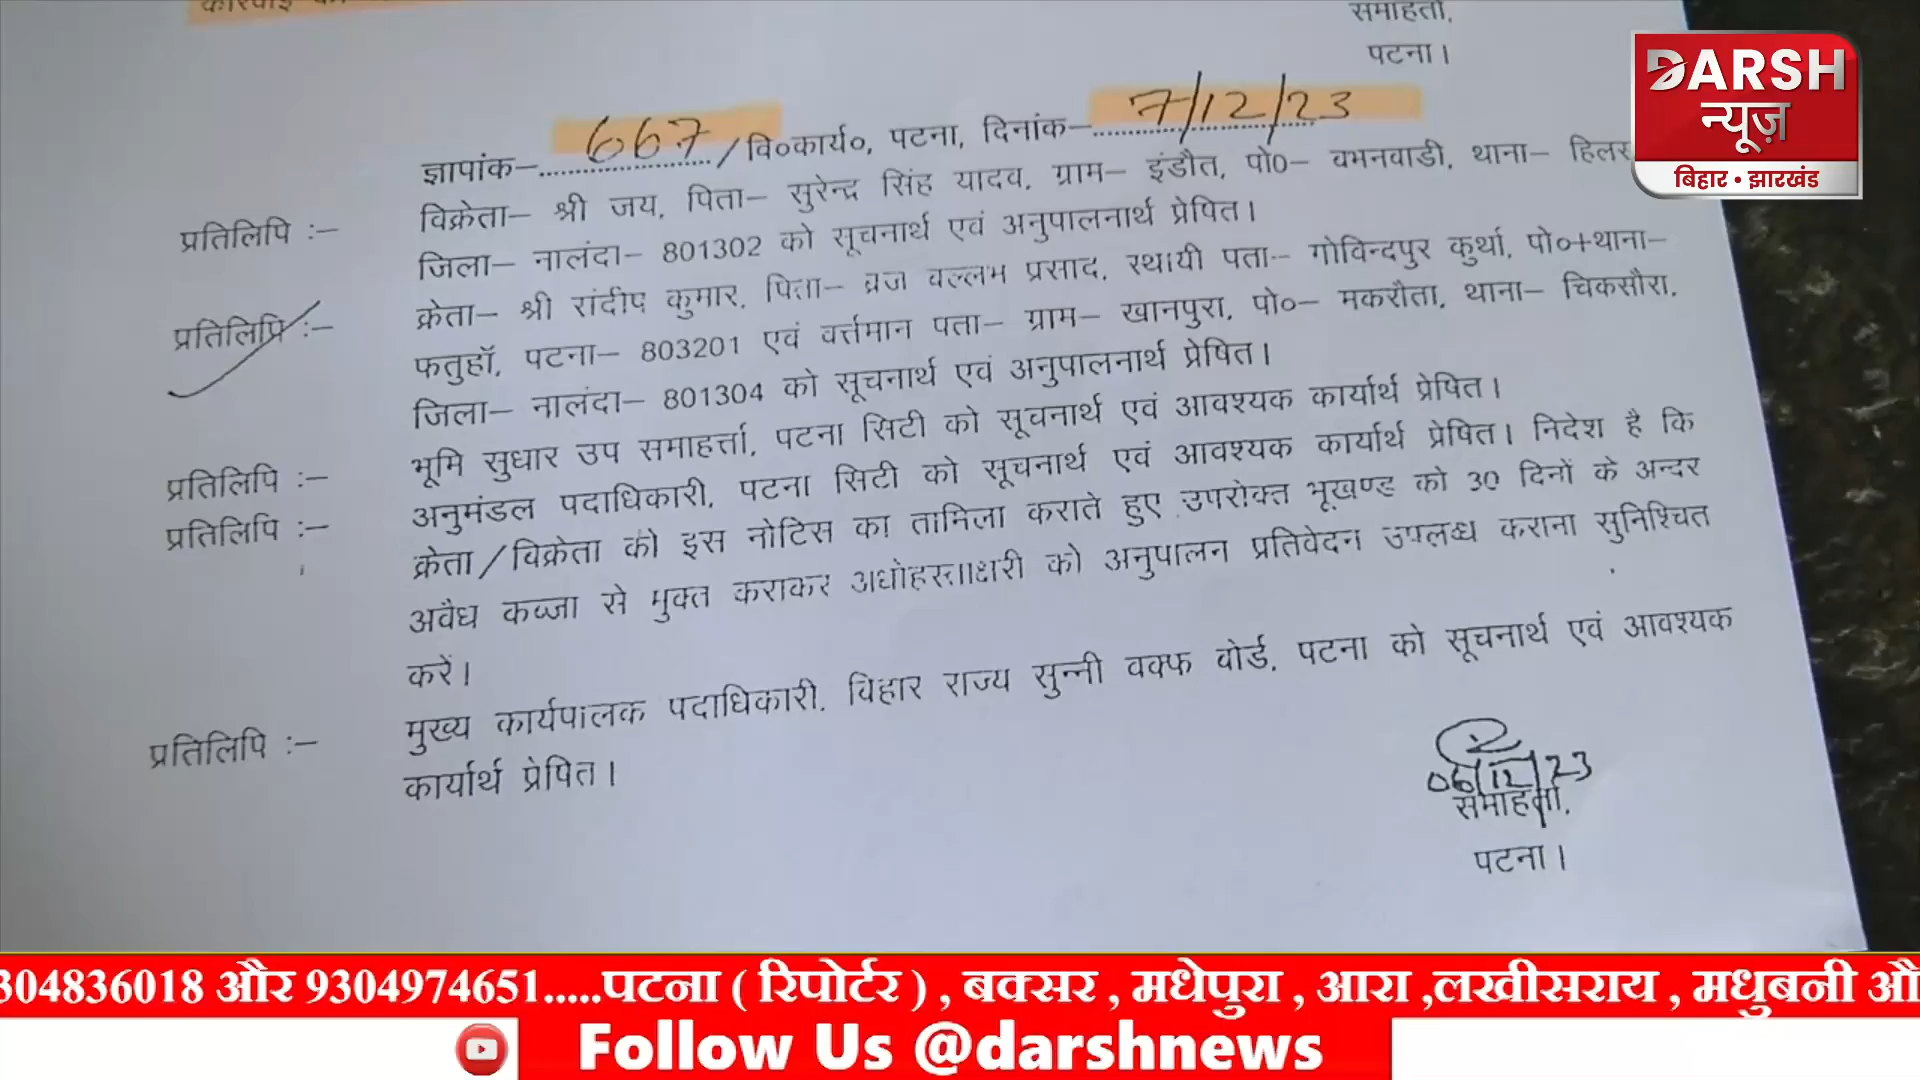 समाहर्ता,
पटना।
ज्ञापांक–667/वि०कार्य०, पटना, दिनांक–7/12/23
प्रतिलिपि :– विक्रेता– श्री जय, पिता– सुरेन्द्र सिंह यादव, ग्राम– इंडौत, पो0– बभनवाडी, थाना–
जिला– नालंदा– 801302 को सूचनार्थ एवं अनुपालनार्थ प्रेषित।
प्रतिलिपि :– क्रेता– श्री संदीप कुमार, पिता– ब्रज वल्लभ प्रसाद, स्थायी पता– गोविन्दपुर कुर्था, पो०+थाना–
फतुहाॅ, पटना– 803201 एवं वर्त्तमान पता– ग्राम– खानपुरा, पो०– मकरौता, थाना– चिकसौरा,
जिला– नालंदा– 801304 को सूचनार्थ एवं अनुपालनार्थ प्रेषित।
प्रतिलिपि :– भूमि सुधार उप समाहर्त्ता, पटना सिटी को सूचनार्थ एवं आवश्यक कार्यार्थ प्रेषित।
प्रतिलिपि :– अनुमंडल पदाधिकारी, पटना सिटी को सूचनार्थ एवं आवश्यक कार्यार्थ प्रेषित। निदेश है कि
क्रेता/विक्रेता को इस नोटिस का तामिला कराते हुए उपरोक्त भूखण्ड को 30 दिनों के अन्दर
अवैध कब्जा से मुक्त कराकर अधोहस्ताक्षरी को अनुपालन प्रतिवेदन उपलब्ध कराना सुनिश्चित
करें।
प्रतिलिपि :– मुख्य कार्यपालक पदाधिकारी, बिहार राज्य सुन्नी वक्फ बोर्ड, पटना को सूचनार्थ एवं आवश्यक
कार्यार्थ प्रेषित।
06/12/23
समाहर्ता,
पटना।
DARSH
न्यूज़
बिहार • झारखंड
304836018 और 9304974651.....पटना ( रिपोर्टर ) , बक्सर , मधेपुरा , आरा ,लखीसराय , मधुबनी औ
Follow Us @darshnews